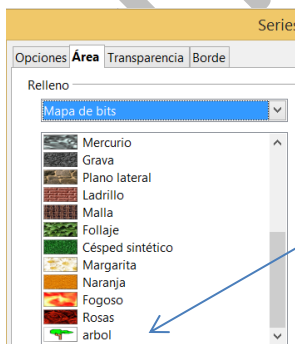 Series
Opciones Área Transparencia Borde
Relleno
Mapa de bits
Mercurio
Grava
Plano lateral
Ladrillo
Malla
Follaje
Césped sintético
Margarita
Naranja
Fogoso
Rosas
arbol